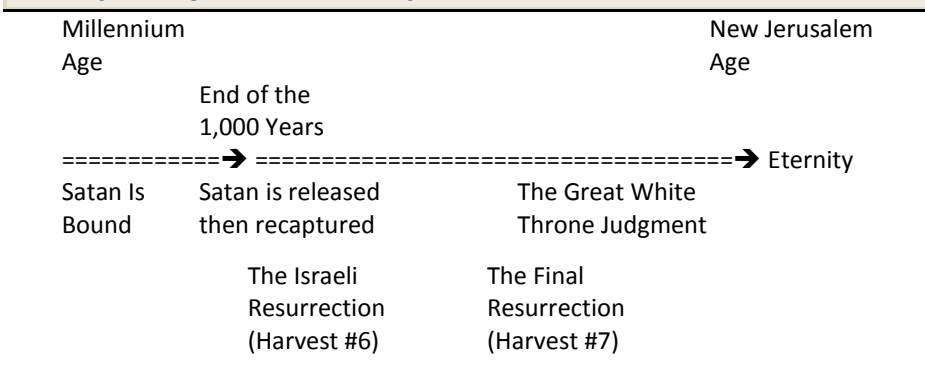 Millennium New Jerusalem
Age Age
End of the
1,000 Years
============➔ ====================================➔ Eternity
Satan Is Satan is released The Great White
Bound then recaptured Throne Judgment
The Israeli The Final
Resurrection Resurrection
(Harvest #6) (Harvest #7)